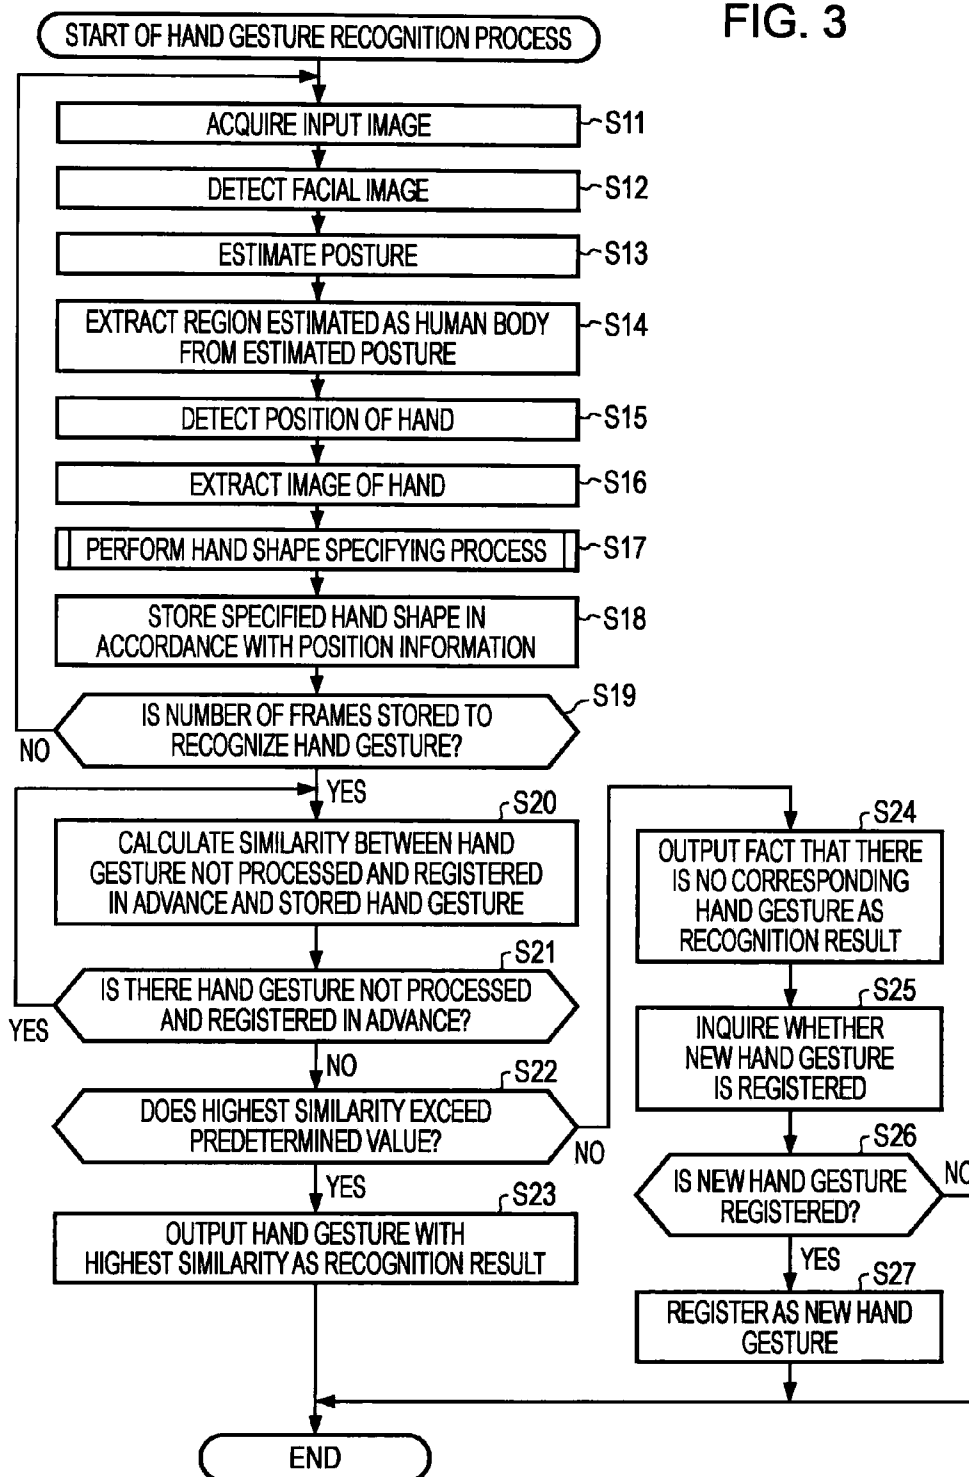 FIG. 3
START OF HAND GESTURE RECOGNITION PROCESS
ACQUIRE INPUT IMAGE
S11
DETECT FACIAL IMAGE
S12
ESTIMATE POSTURE
S13
EXTRACT REGION ESTIMATED AS HUMAN BODY
FROM ESTIMATED POSTURE
S14
DETECT POSITION OF HAND
S15
EXTRACT IMAGE OF HAND
S16
PERFORM HAND SHAPE SPECIFYING PROCESS
S17
STORE SPECIFIED HAND SHAPE IN
ACCORDANCE WITH POSITION INFORMATION
S18
S19
IS NUMBER OF FRAMES STORED TO
RECOGNIZE HAND GESTURE?
NO
YES
S20
CALCULATE SIMILARITY BETWEEN HAND
GESTURE NOT PROCESSED AND REGISTERED
IN ADVANCE AND STORED HAND GESTURE
S21
IS THERE HAND GESTURE NOT PROCESSED
AND REGISTERED IN ADVANCE?
YES
NO
S22
DOES HIGHEST SIMILARITY EXCEED
PREDETERMINED VALUE?
NO
YES
S23
OUTPUT HAND GESTURE WITH
HIGHEST SIMILARITY AS RECOGNITION RESULT
S24
OUTPUT FACT THAT THERE
IS NO CORRESPONDING
HAND GESTURE AS
RECOGNITION RESULT
S25
INQUIRE WHETHER
NEW HAND GESTURE
IS REGISTERED
S26
IS NEW HAND GESTURE
REGISTERED?
NO
YES
S27
REGISTER AS NEW HAND
GESTURE
END